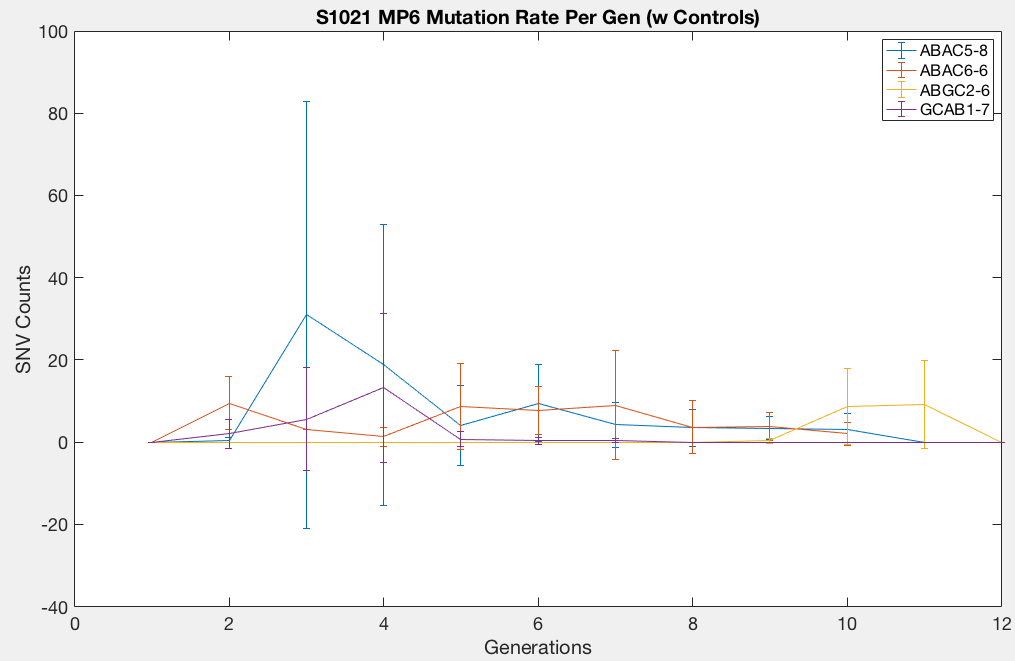 S1021 MP6 Mutation Rate Per Gen (w Controls)
100
80
60
40
20
0
-20
-40
SNV Counts
ABAC5-8
ABAC6-6
ABGC2-6
GCAB1-7
0 2 4 6 8 10 12
Generations